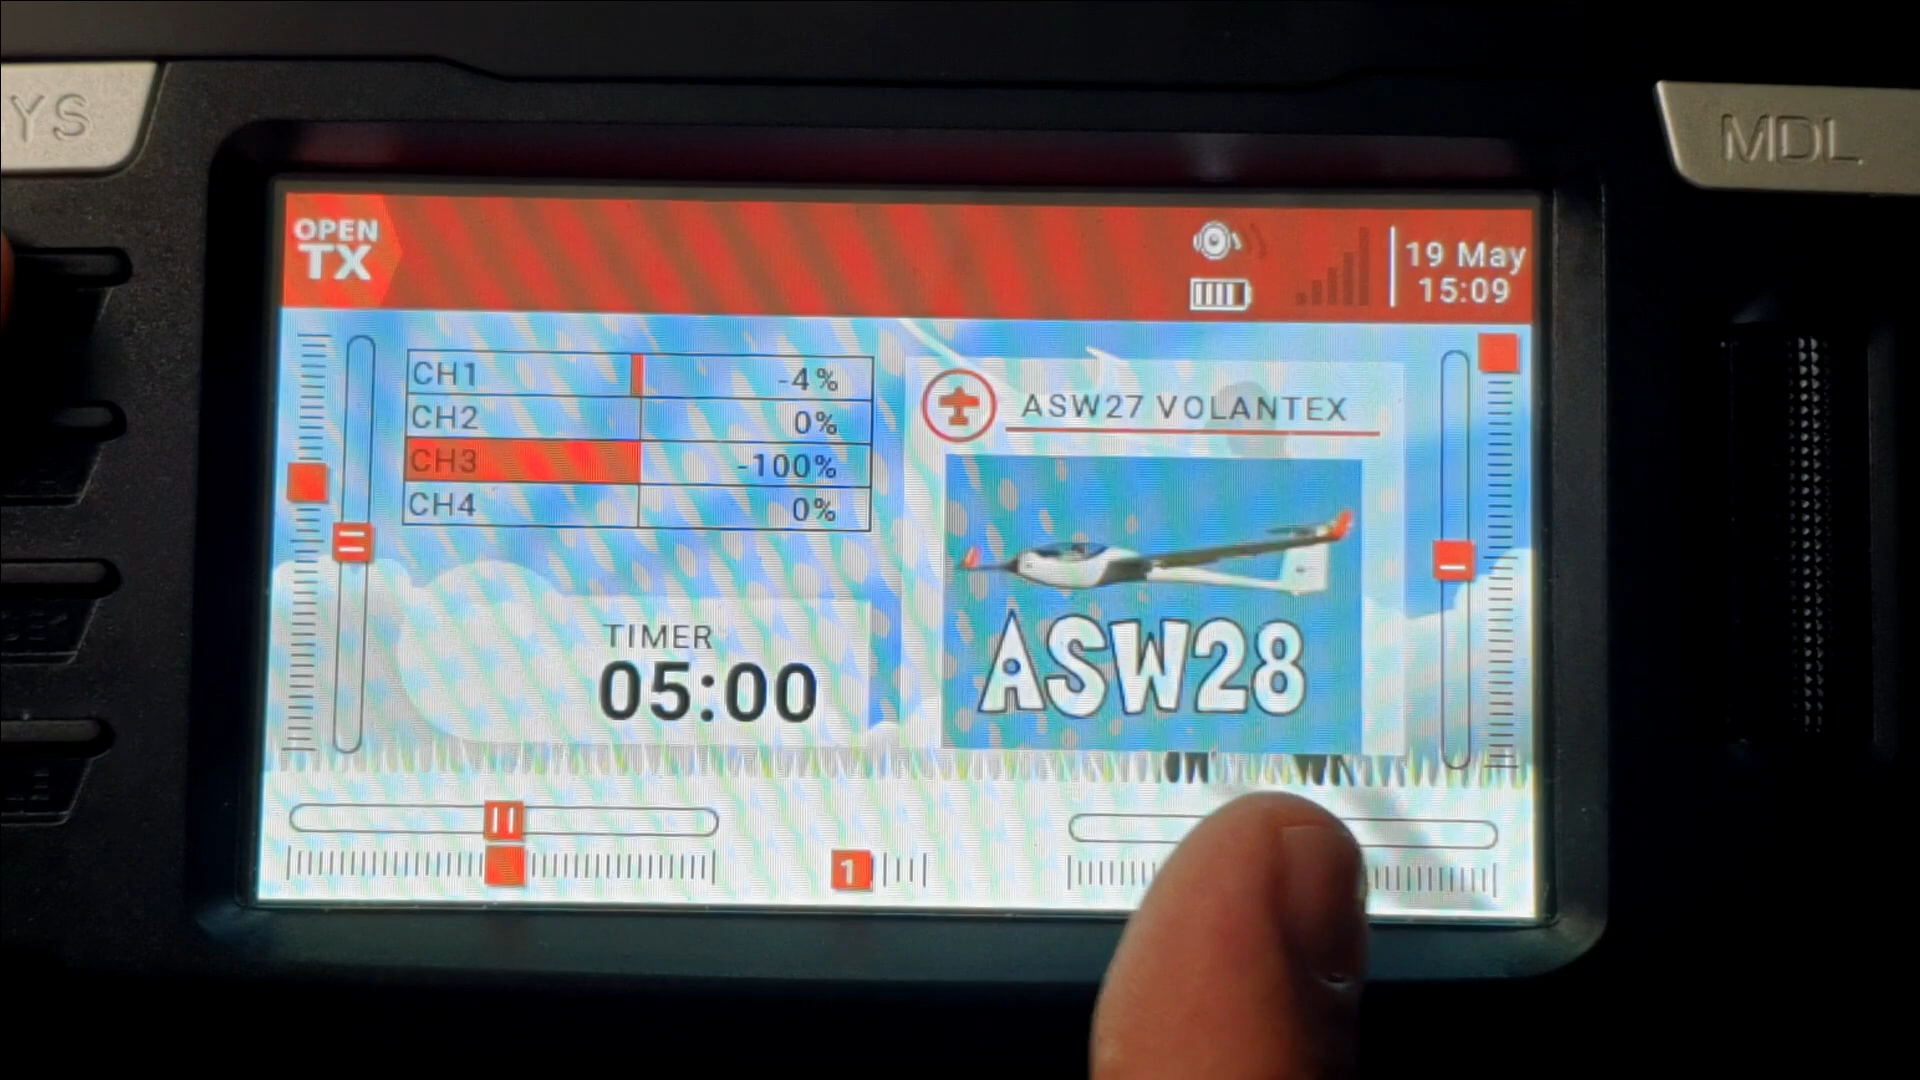 YS
MDL
OPEN
TX
19 May
15:09
CH1 -4%
CH2 0%
CH3 -100%
CH4 0%
ASW27 VOLANTEX
TIMER
05:00
ASW28
1